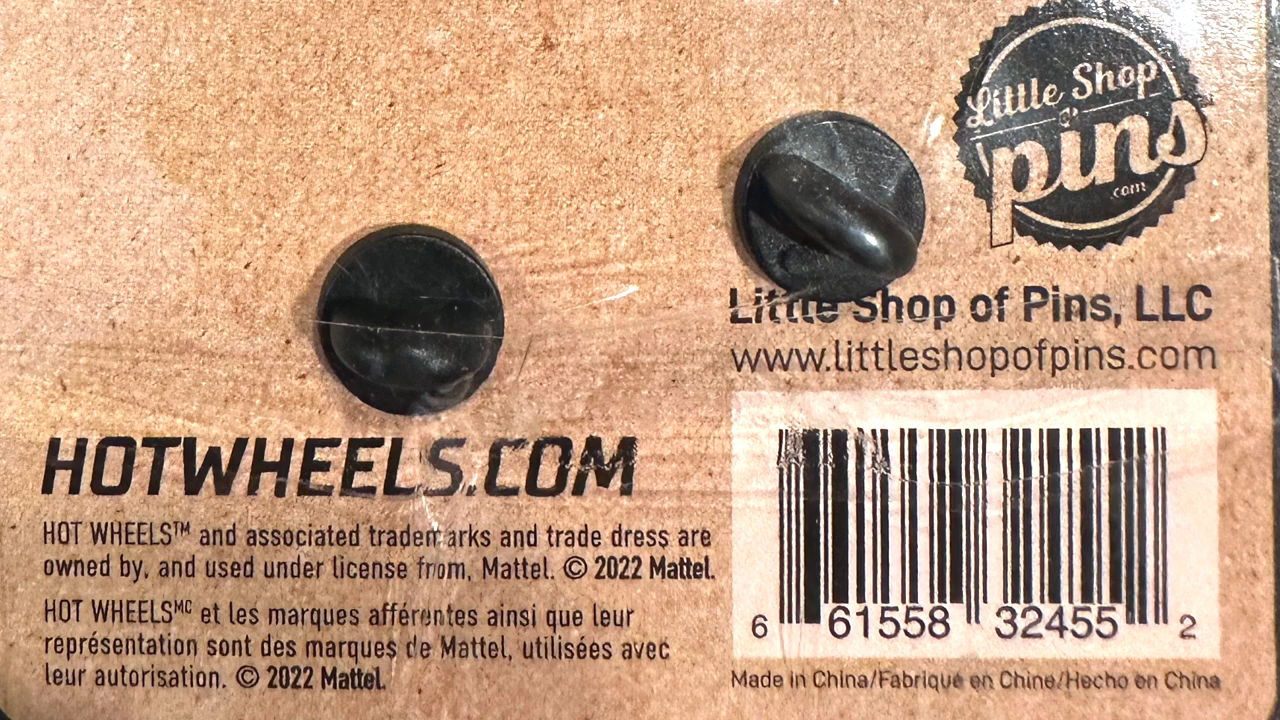 Little Shop
of
pins
.com
Little Shop of Pins, LLC
www.littleshopofpins.com
HOTWHEELS.COM
HOT WHEELS™ and associated trademarks and trade dress are
owned by, and used under license from, Mattel. © 2022 Mattel.
HOT WHEELSᴹᶜ et les marques afférentes ainsi que leur
représentation sont des marques de Mattel, utilisées avec
leur autorisation. © 2022 Mattel.
6 61558 32455 2
Made in China/Fabriqué en Chine/Hecho en China